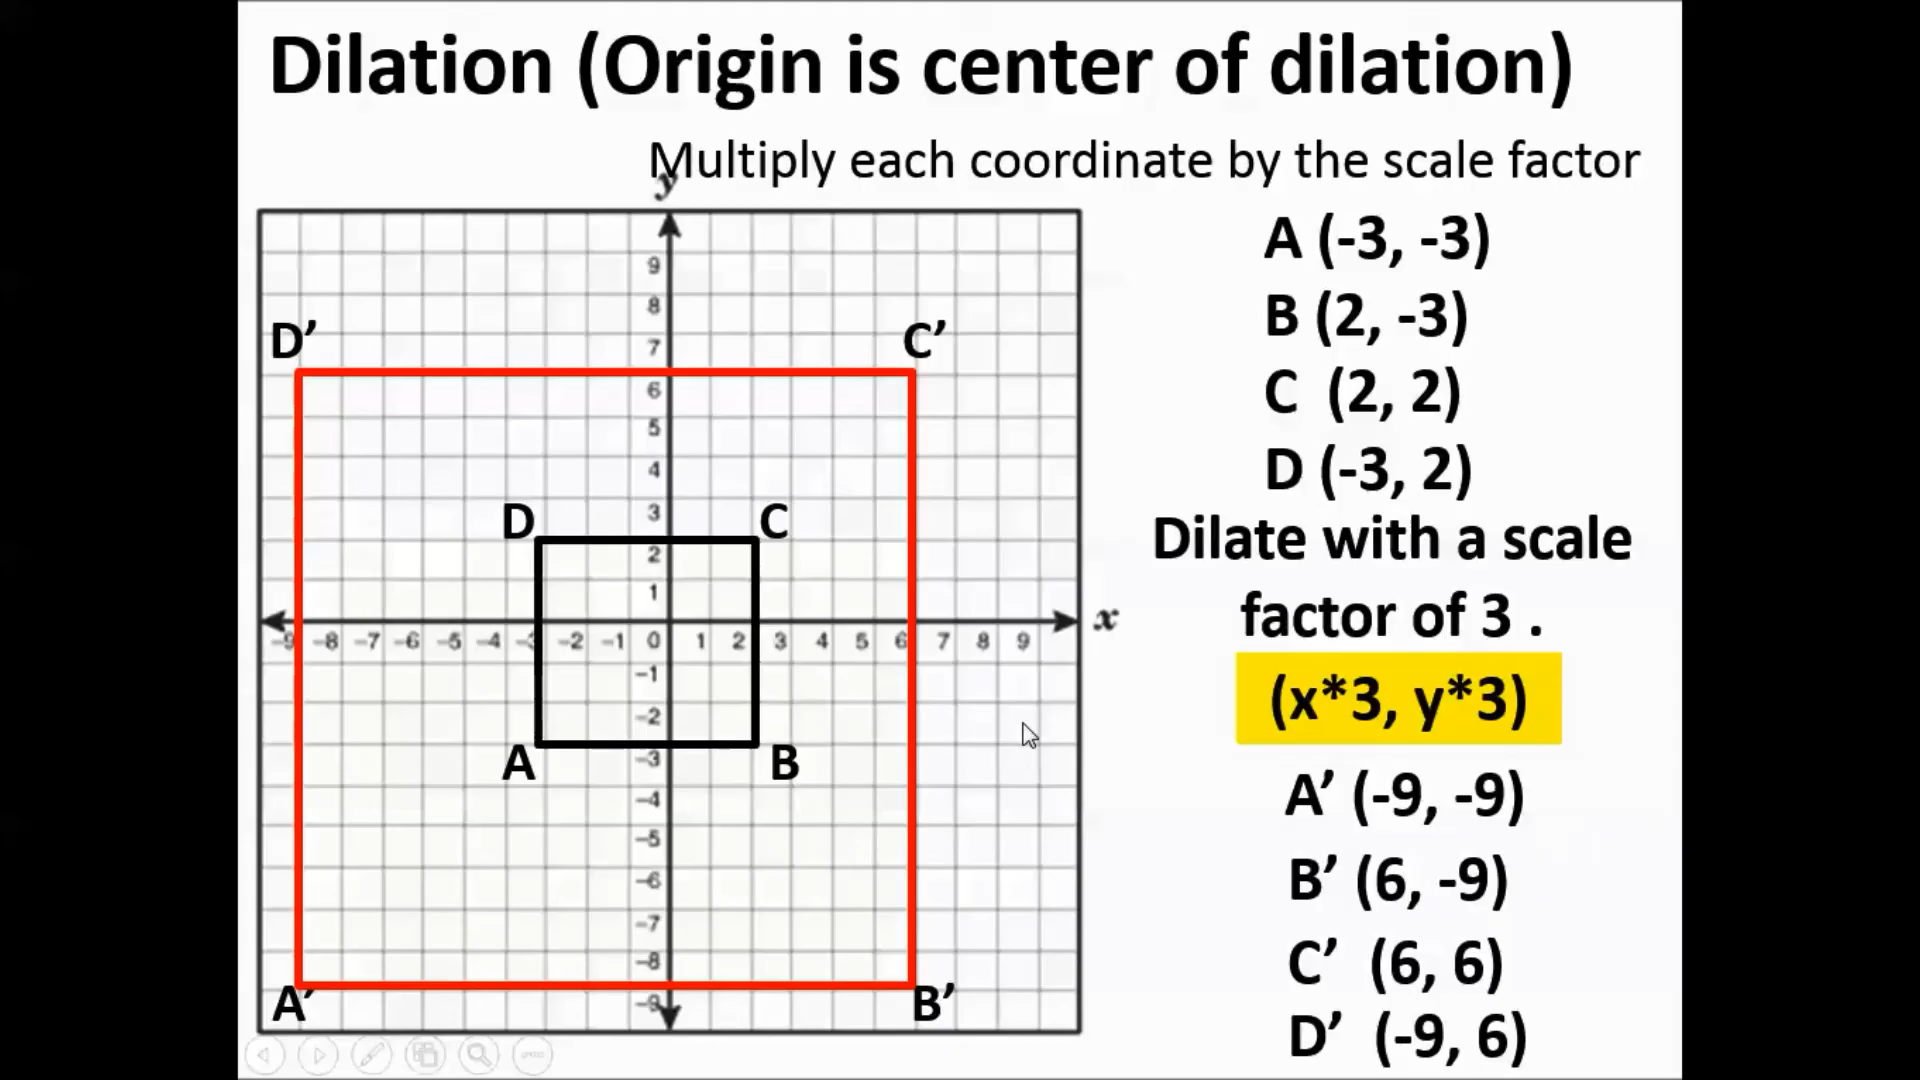 Dilation (Origin is center of dilation)
Multiply each coordinate by the scale factor
y
A (-3, -3)
B (2, -3)
C (2, 2)
D (-3, 2)
Dilate with a scale
factor of 3 .
(x*3, y*3)
A’ (-9, -9)
B’ (6, -9)
C’ (6, 6)
D’ (-9, 6)
9
8
D’ C’
7
6
5
4
D 3 C
2
1
-9 -8 -7 -6 -5 -4 -3 -2 -1 0 1 2 3 4 5 6 7 8 9 x
-1
-2
A -3 B
-4
-5
-6
-7
-8
A’ -9 B’